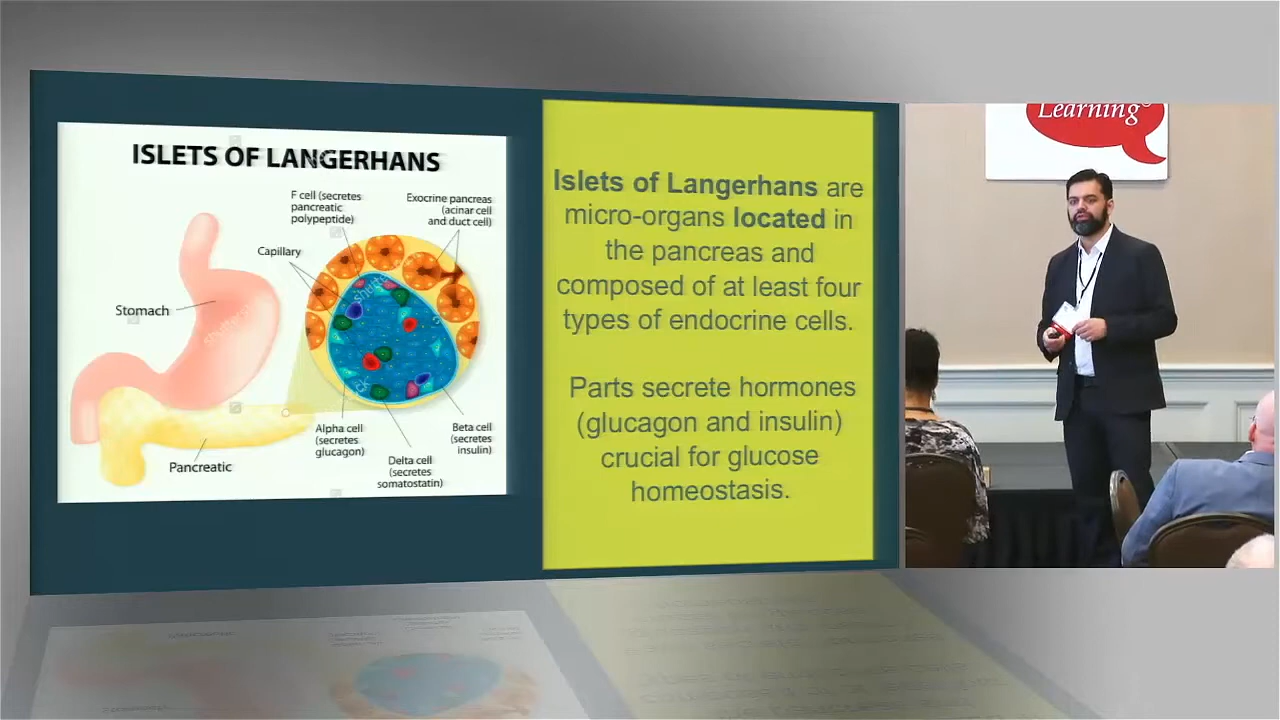 ISLETS OF LANGERHANS
F cell (secretes
pancreatic
polypeptide)
Exocrine pancreas
(acinar cell
and duct cell)
Capillary
Stomach
Alpha cell
(secretes
glucagon)
Beta cell
(secretes
insulin)
Delta cell
(secretes
somatostatin)
Pancreatic
Islets of Langerhans are
micro-organs located in
the pancreas and
composed of at least four
types of endocrine cells.
Parts secrete hormones
(glucagon and insulin)
crucial for glucose
homeostasis.
Learning®